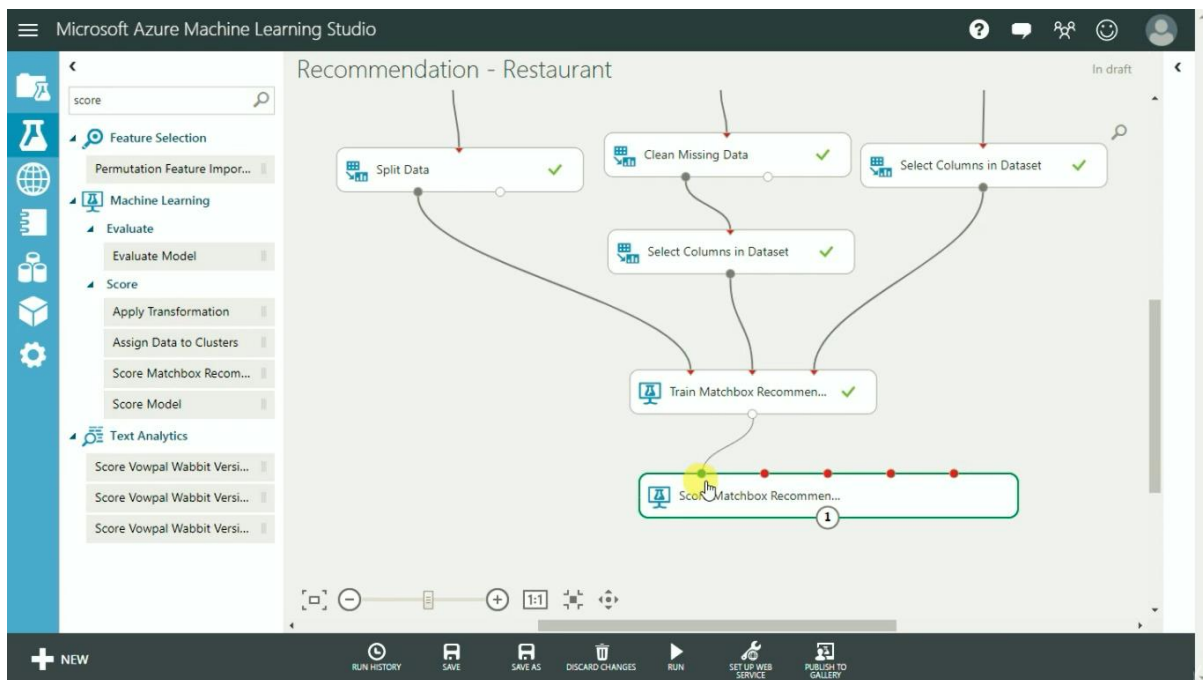 Microsoft Azure Machine Learning Studio
Recommendation - Restaurant
In draft
score
Feature Selection
Permutation Feature Impor...
Machine Learning
Evaluate
Evaluate Model
Score
Apply Transformation
Assign Data to Clusters
Score Matchbox Recom...
Score Model
Text Analytics
Score Vowpal Wabbit Versi...
Score Vowpal Wabbit Versi...
Score Vowpal Wabbit Versi...
Split Data
Clean Missing Data
Select Columns in Dataset
Select Columns in Dataset
Train Matchbox Recommen...
Score Matchbox Recommen...
1
1:1
NEW
RUN HISTORY
SAVE
SAVE AS
DISCARD CHANGES
RUN
SET UP WEB
SERVICE
PUBLISH TO
GALLERY